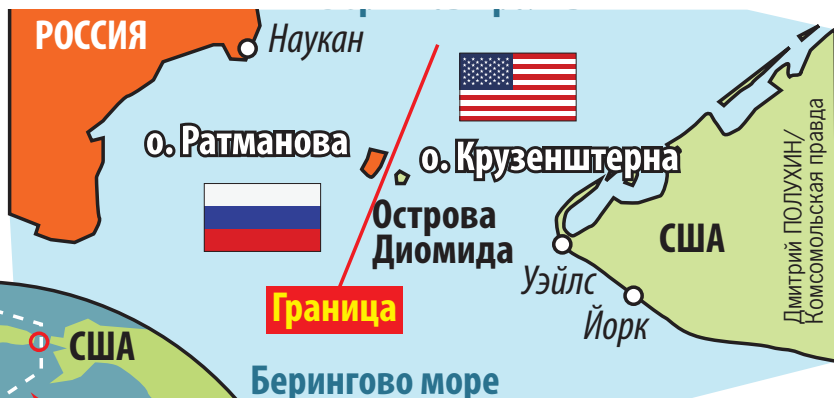 РОССИЯ
Наукан
о. Ратманова
о. Крузенштерна
Острова
Диомида
США
Уэйлс
Йорк
Граница
США
Берингово море
Дмитрий ПОЛУХИН/
Комсомольская правда